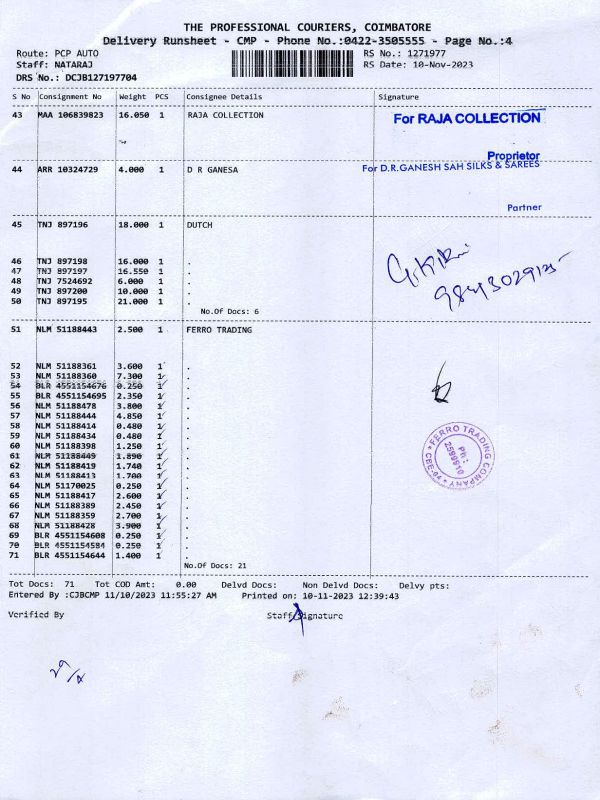 THE PROFESSIONAL COURIERS, COIMBATORE
Delivery Runsheet - CMP - Phone No.:0422-3505555 - Page No.:4
Route: PCP AUTO RS No.: 1271977
Staff: NATARAJ RS Date: 10-Nov-2023
DRS No.: DCJB127197704
S No Consignment No Weight PCS Consignee Details Signature
43 MAA 106839823 16.050 1 RAJA COLLECTION For RAJA COLLECTION
Proprietor
44 ARR 10324729 4.000 1 D R GANESA For D.R.GANESH SAH SILKS & SAREES
Partner
45 TNJ 897196 18.000 1 DUTCH
46 TNJ 897198 16.000 1 .
47 TNJ 897197 16.550 1 .
48 TNJ 7524692 6.000 1 .
49 TNJ 897200 10.000 1 .
50 TNJ 897195 21.000 1 .
No.Of Docs: 6
51 NLM 51188443 2.500 1 FERRO TRADING
52 NLM 51188361 3.600 1 .
53 NLM 51188360 7.300 1 .
54 BLR 4551154676 0.250 1 .
55 BLR 4551154695 2.350 1 .
56 NLM 51188478 3.800 1 .
57 NLM 51188444 4.850 1 .
58 NLM 51188414 0.480 1 .
59 NLM 51188434 0.480 1 .
60 NLM 51188398 1.250 1 .
61 NLM 51188449 1.890 1 .
62 NLM 51188419 1.740 1 .
63 NLM 51188413 1.700 1 .
64 NLM 51170025 0.250 1 .
65 NLM 51188417 2.600 1 .
66 NLM 51188389 2.450 1 .
67 NLM 51188359 2.700 1 .
68 NLM 51188428 3.900 1 .
69 BLR 4551154608 0.250 1 .
70 BLR 4551154584 0.250 1 .
71 BLR 4551154644 1.400 1 .
No.Of Docs: 21
FERRO TRADING COMPANY
CBE-04
PH :
Tot Docs: 71 Tot COD Amt: 0.00 Delvd Docs: Non Delvd Docs: Delvy pts:
Entered By :CJBCMP 11/10/2023 11:55:27 AM Printed on: 10-11-2023 12:39:43
Verified By Staff Signature